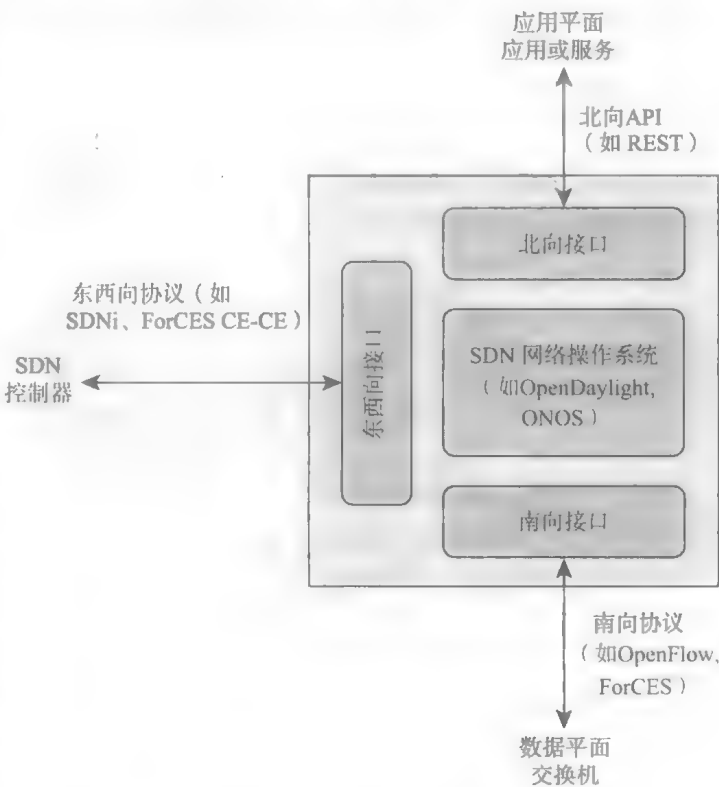 应用平面
应用或服务
北向API
（如 REST）
北向接口
东西向协议（如
SDNi、ForCES CE-CE）
SDN
控制器
东西向接口
SDN 网络操作系统
（如OpenDaylight,
ONOS）
南向接口
南向协议
（如OpenFlow、
ForCES）
数据平面
交换机